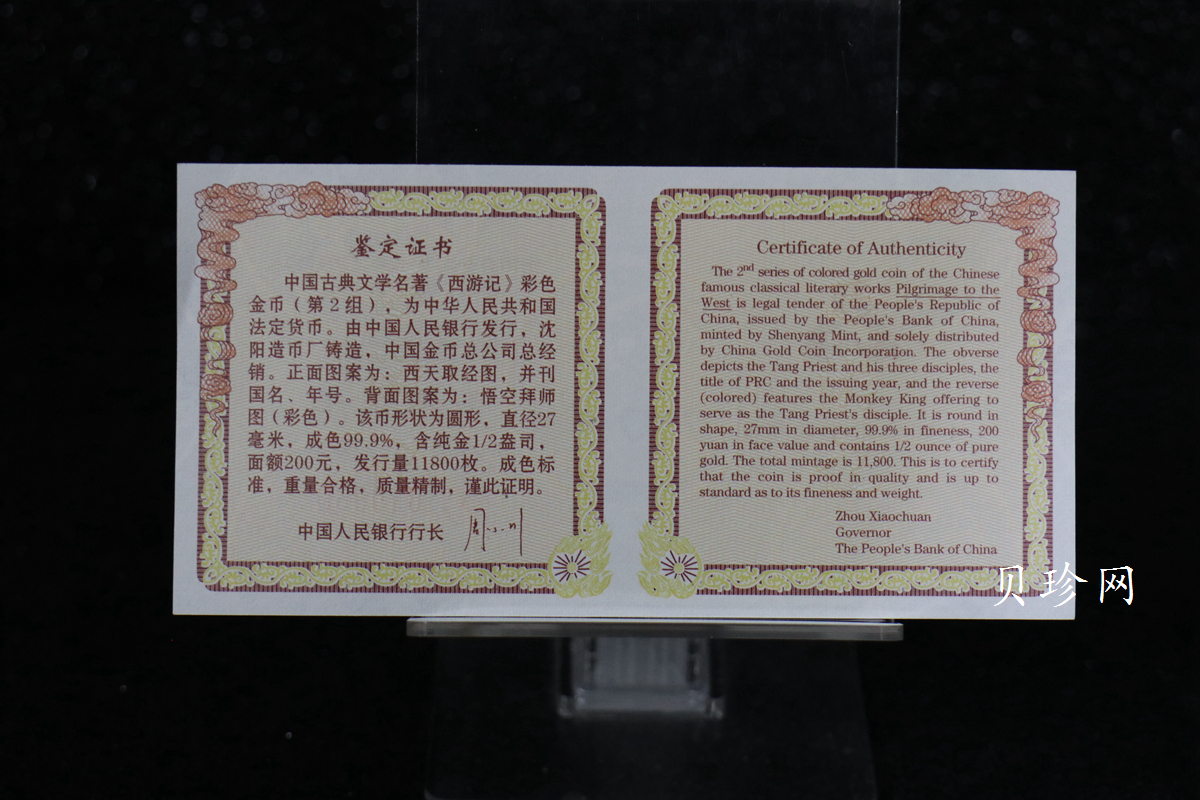 鉴定证书
中国古典文学名著《西游记》彩色
金币（第2组），为中华人民共和国
法定货币。由中国人民银行发行，沈
阳造币厂铸造，中国金币总公司总经
销。正面图案为：西天取经图，并刊
国名、年号。背面图案为：悟空拜师
图（彩色）。该币形状为圆形，直径27
毫米，成色99.9%，含纯金1/2盎司，
面额200元，发行量11800枚。成色标
准，重量合格，质量精制，谨此证明。
中国人民银行行长
Certificate of Authenticity
The 2nd series of colored gold coin of the Chinese
famous classical literary works Pilgrimage to the
West is legal tender of the People's Republic of
China, issued by the People's Bank of China,
minted by Shenyang Mint, and solely distributed
by China Gold Coin Incorporation. The obverse
depicts the Tang Priest and his three disciples, the
title of PRC and the issuing year, and the reverse
(colored) features the Monkey King offering to
serve as the Tang Priest's disciple. It is round in
shape, 27mm in diameter, 99.9% in fineness, 200
yuan in face value and contains 1/2 ounce of pure
gold. The total mintage is 11,800. This is to certify
that the coin is proof in quality and is up to
standard as to its fineness and weight.
Zhou Xiaochuan
Governor
The People's Bank of China
贝珍网